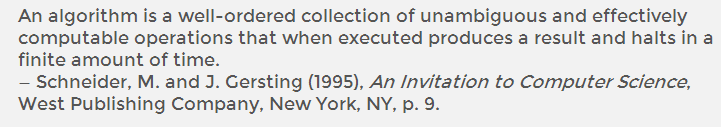 An algorithm is a well-ordered collection of unambiguous and effectively
computable operations that when executed produces a result and halts in a
finite amount of time.
– Schneider, M. and J. Gersting (1995), An Invitation to Computer Science,
West Publishing Company, New York, NY, p. 9.